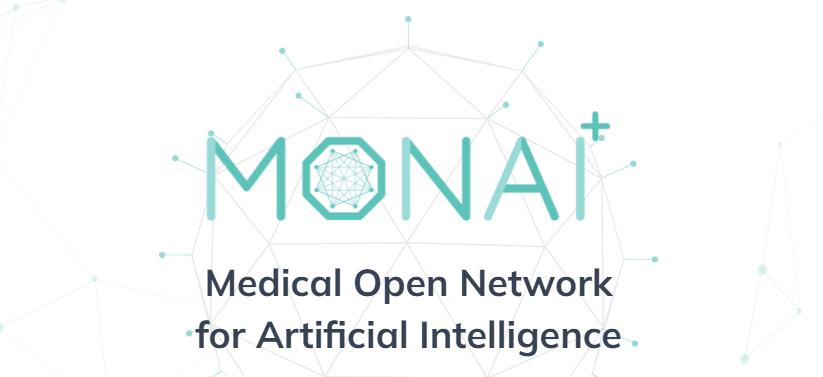 MONAI
Medical Open Network
for Artificial Intelligence